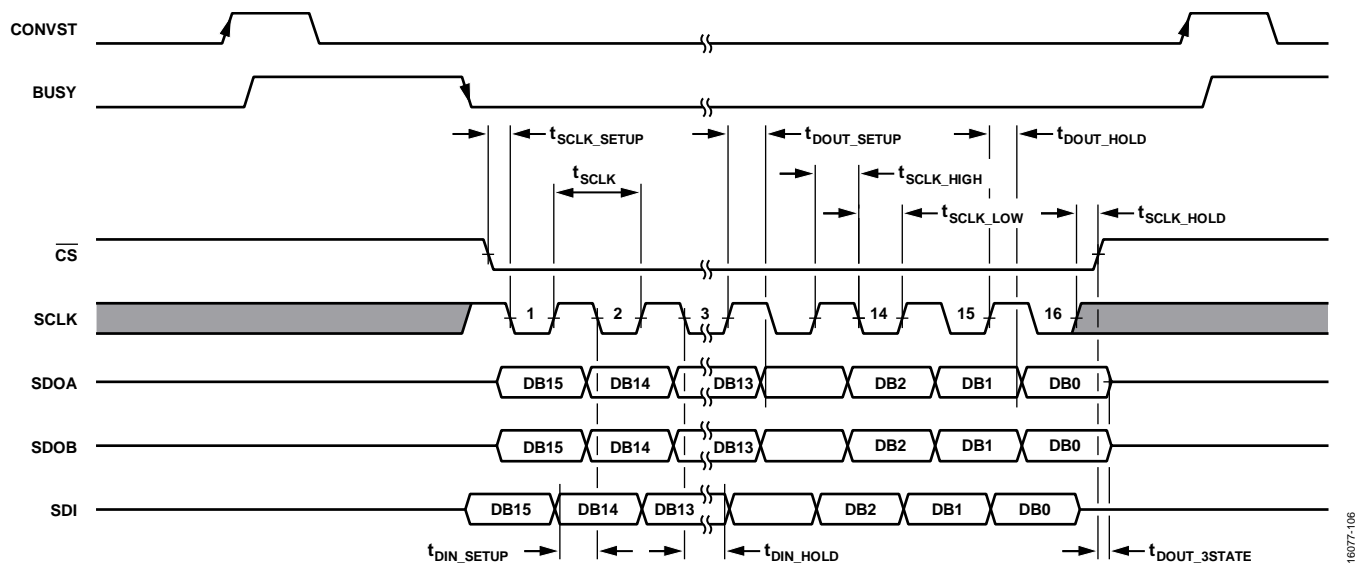 CONVST
BUSY
tSCLK_SETUP
tDOUT_SETUP
tDOUT_HOLD
tSCLK
tSCLK_HIGH
tSCLK_LOW
tSCLK_HOLD
CS
SCLK
1 2 3 14 15 16
SDOA
DB15 DB14 DB13 DB2 DB1 DB0
SDOB
DB15 DB14 DB13 DB2 DB1 DB0
SDI
DB15 DB14 DB13 DB2 DB1 DB0
tDIN_SETUP
tDIN_HOLD
tDOUT_3STATE
16077-106